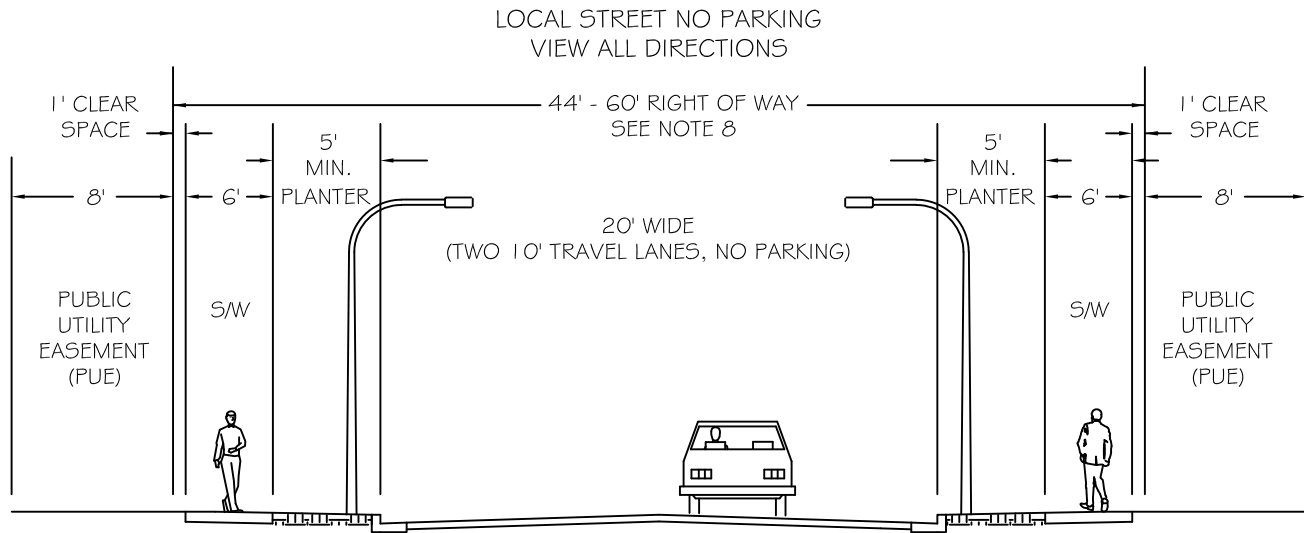 LOCAL STREET NO PARKING
VIEW ALL DIRECTIONS
1' CLEAR
SPACE
44' - 60' RIGHT OF WAY
SEE NOTE 8
1' CLEAR
SPACE
8'
6'
5'
MIN.
PLANTER
20' WIDE
(TWO 10' TRAVEL LANES, NO PARKING)
5'
MIN.
PLANTER
6'
8'
PUBLIC
UTILITY
EASEMENT
(PUE)
S/W
S/W
PUBLIC
UTILITY
EASEMENT
(PUE)